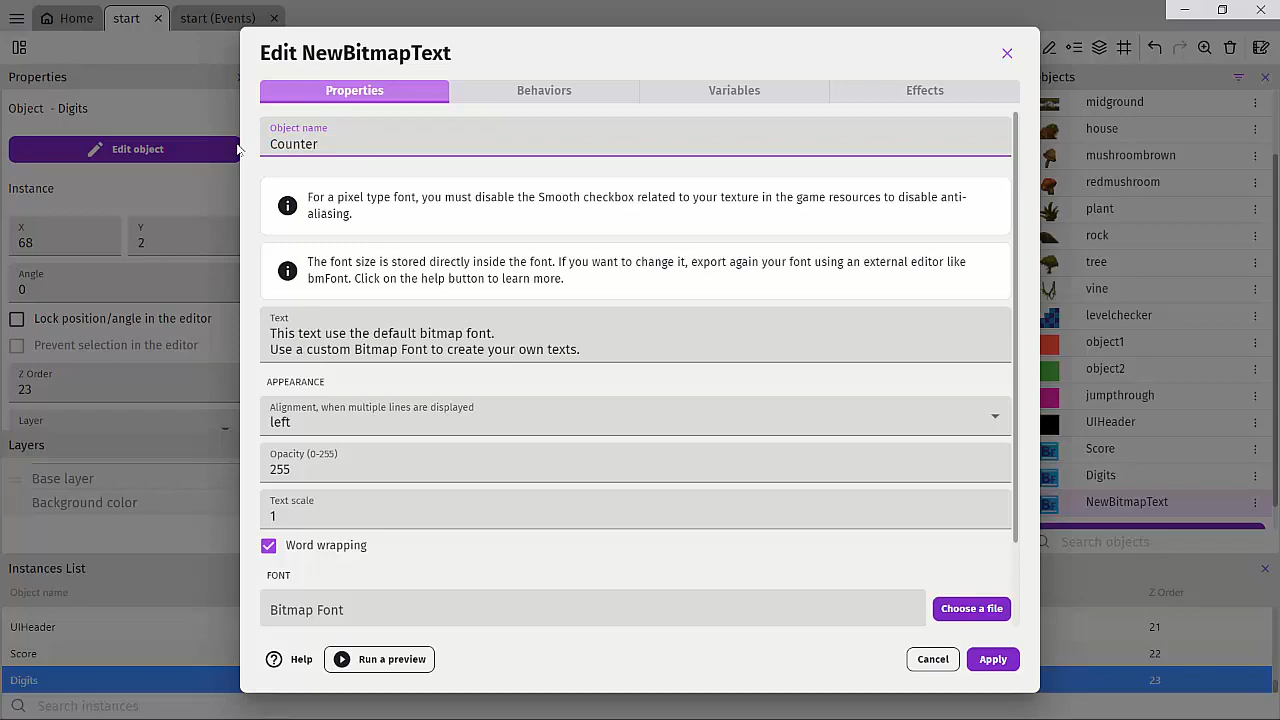 Home
start
start (Events)
Properties
Object - Digits
Edit object
Instance
X
68
Y
2
Angle
0
Lock position/angle in the editor
Prevent selection in the editor
Z Order
23
Layer
Layers
Base layer
Background color
Instances List
Object name
Z Order
UIHeader
21
Score
22
Digits
23
Search instances
Edit NewBitmapText
Properties
Behaviors
Variables
Effects
Object name
Counter
For a pixel type font, you must disable the Smooth checkbox related to your texture in the game resources to disable anti-
aliasing.
The font size is stored directly inside the font. If you want to change it, export again your font using an external editor like
bmFont. Click on the help button to learn more.
Text
This text use the default bitmap font.
Use a custom Bitmap Font to create your own texts.
APPEARANCE
Alignment, when multiple lines are displayed
left
Opacity (0-255)
255
Text scale
1
Word wrapping
FONT
Bitmap Font
Choose a file
Help
Run a preview
Cancel
Apply
bjects
midground
house
mushroombrown
redmushroom
plant
rock
tree
vine
levelchecker
object1
object2
jumpthrough
UIHeader
Score
Digits
NewBitmapText
Search objects